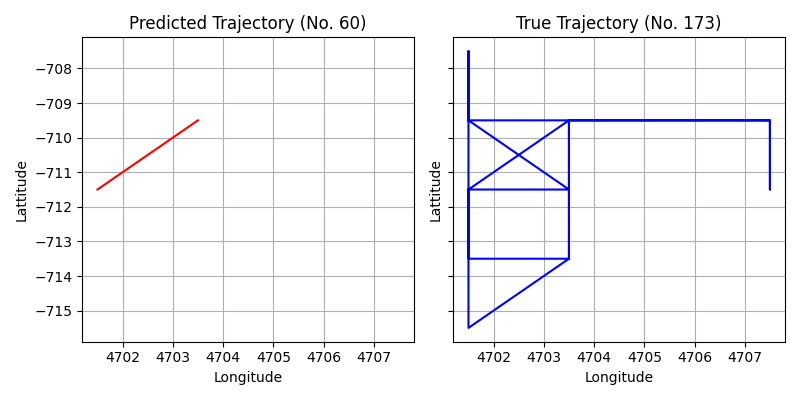 Predicted Trajectory (No. 60)
True Trajectory (No. 173)
Lattitude
−708
−709
−710
−711
−712
−713
−714
−715
4702 4703 4704 4705 4706 4707
Longitude
Lattitude
4702 4703 4704 4705 4706 4707
Longitude